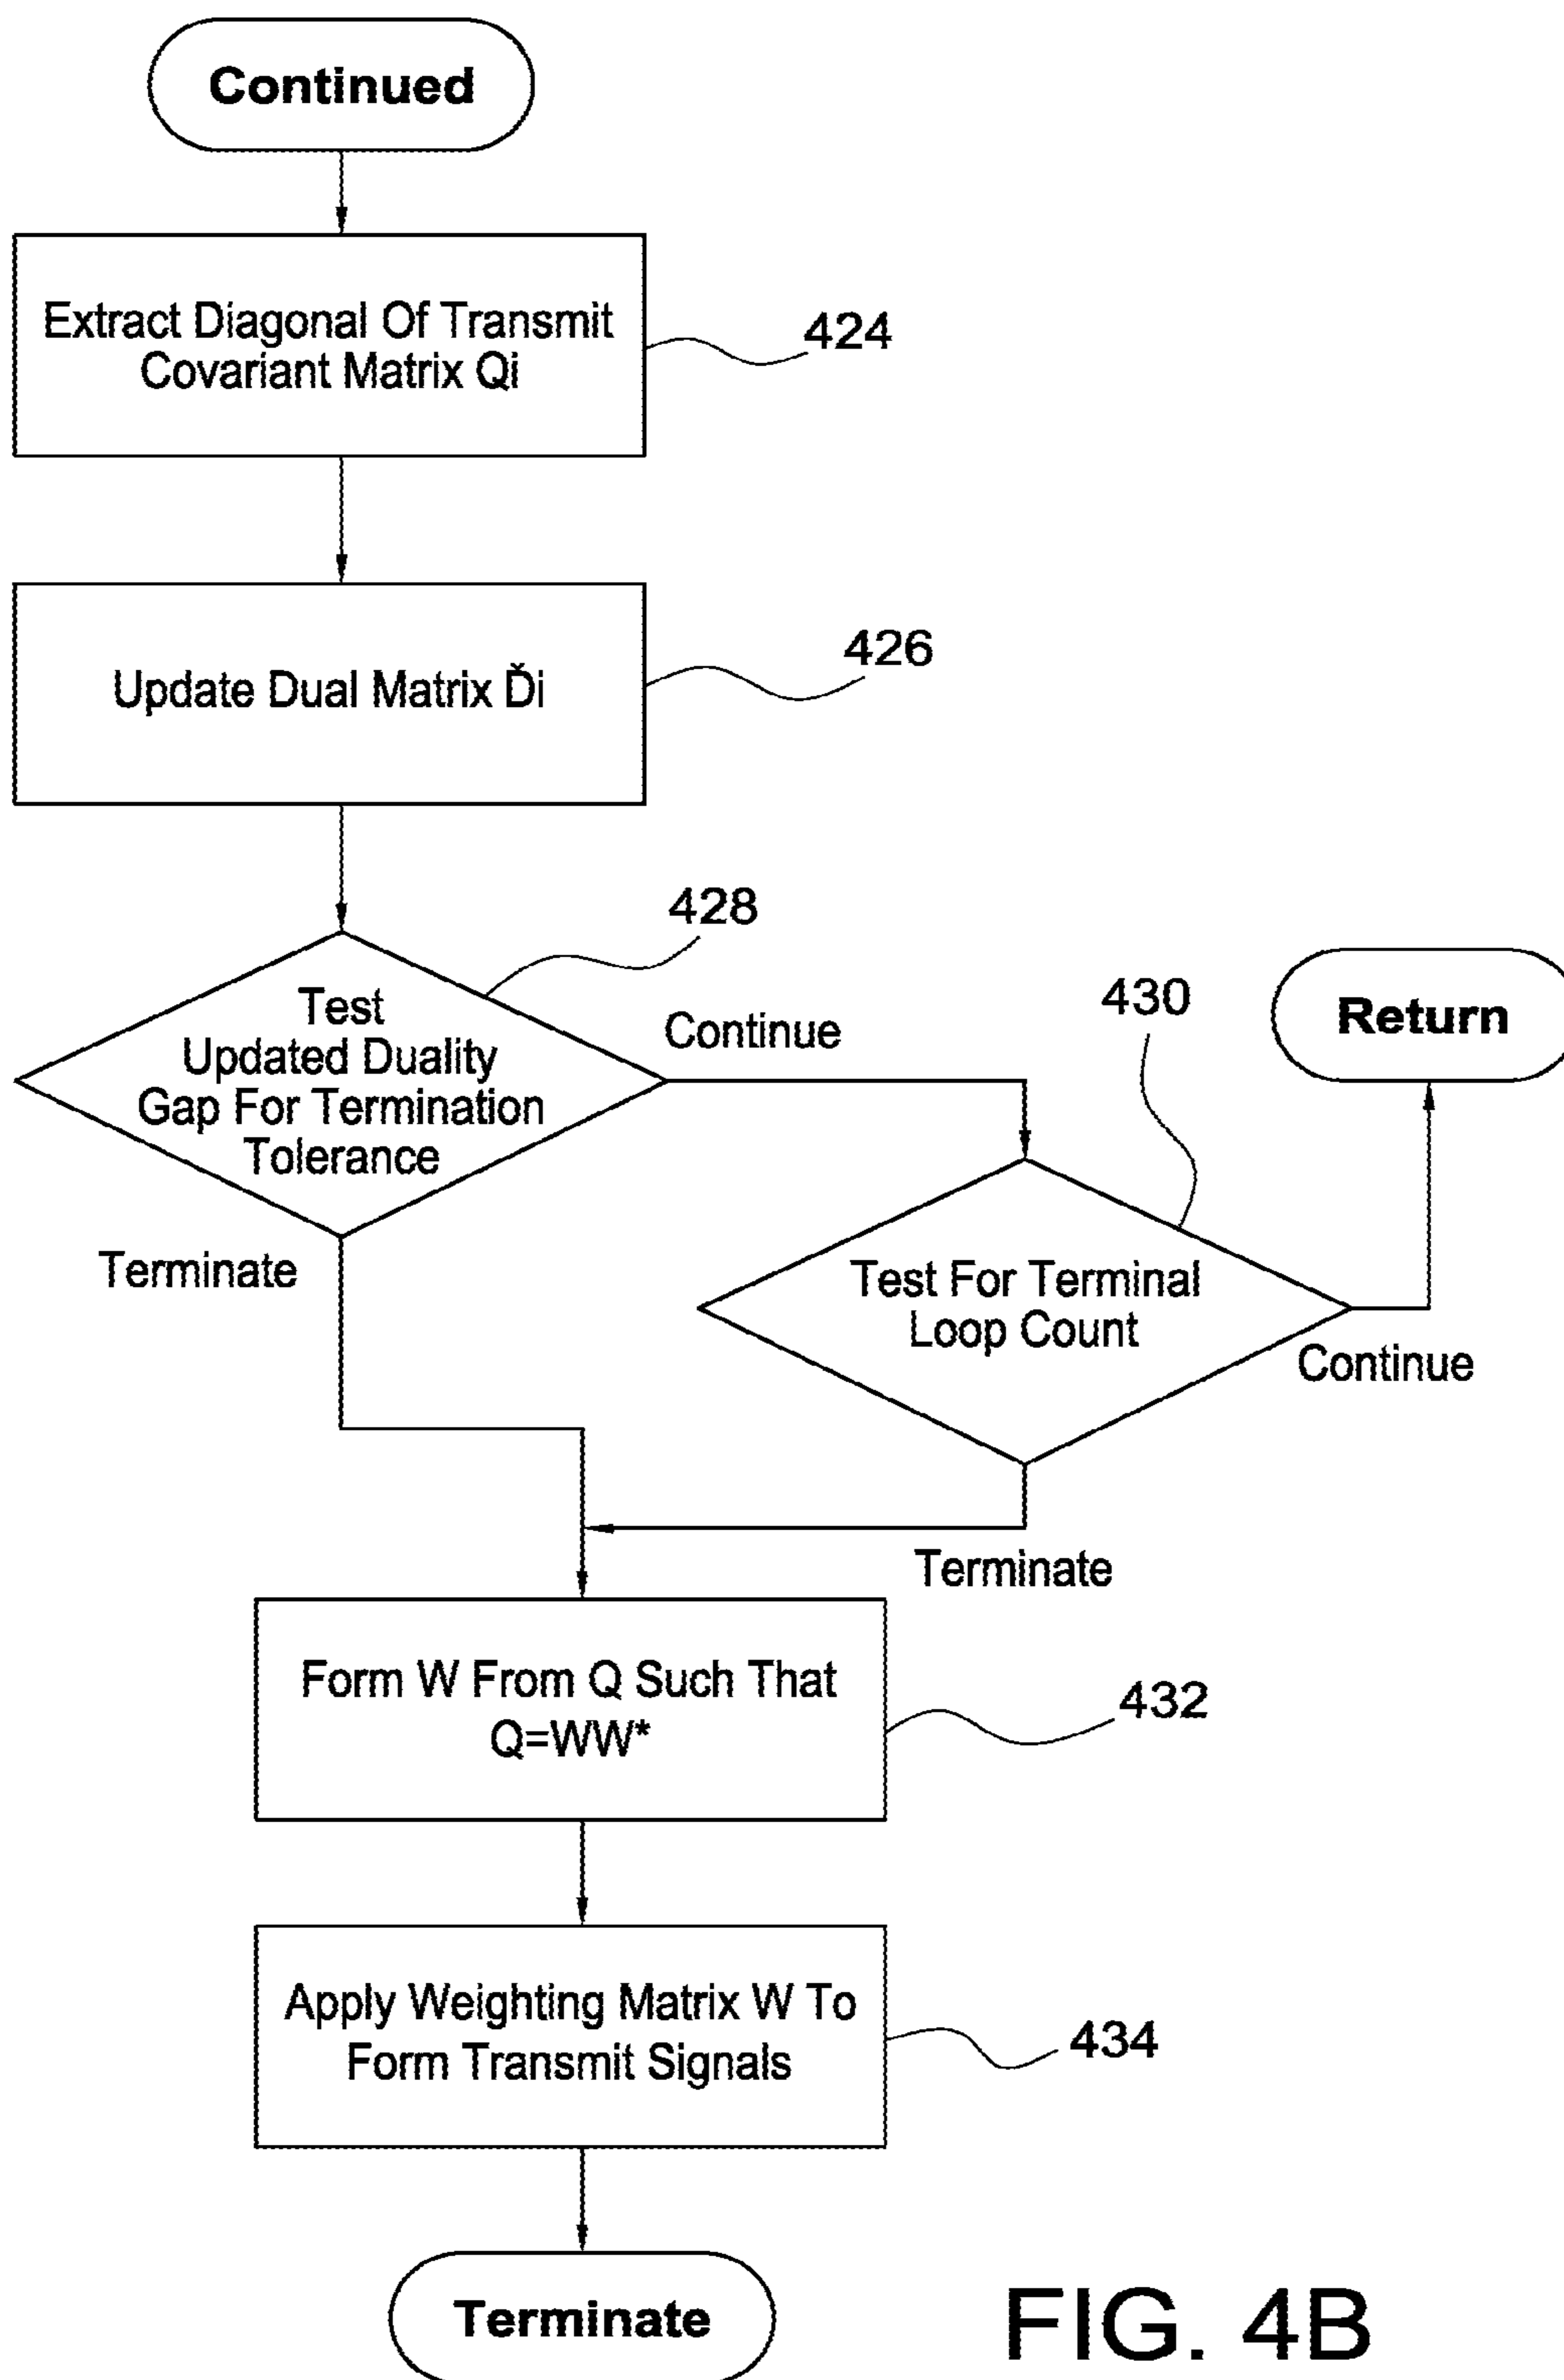 Continued
Extract Diagonal Of Transmit
Covariant Matrix Qi
424
Update Dual Matrix Ďi
426
428
Test
Updated Duality
Gap For Termination
Tolerance
Continue
430
Return
Terminate
Test For Terminal
Loop Count
Continue
Terminate
Form W From Q Such That
Q=WW*
432
Apply Weighting Matrix W To
Form Transmit Signals
434
Terminate
FIG. 4B